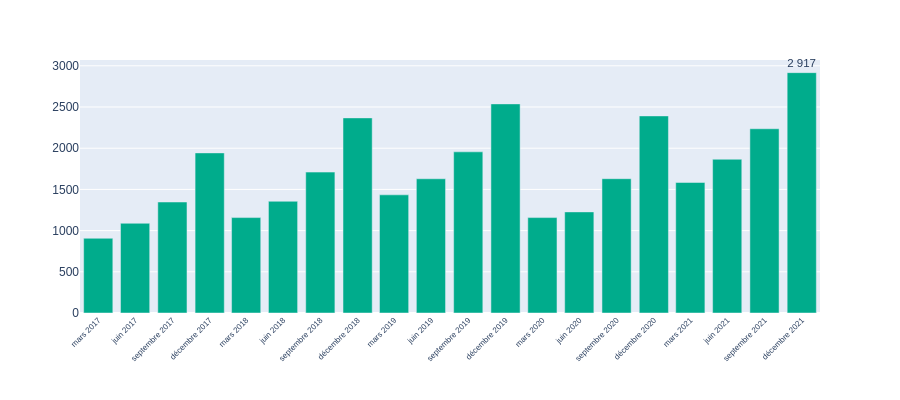 3000
2500
2000
1500
1000
500
0
2 917
mars 2017
juin 2017
septembre 2017
décembre 2017
mars 2018
juin 2018
septembre 2018
décembre 2018
mars 2019
juin 2019
septembre 2019
décembre 2019
mars 2020
juin 2020
septembre 2020
décembre 2020
mars 2021
juin 2021
septembre 2021
décembre 2021